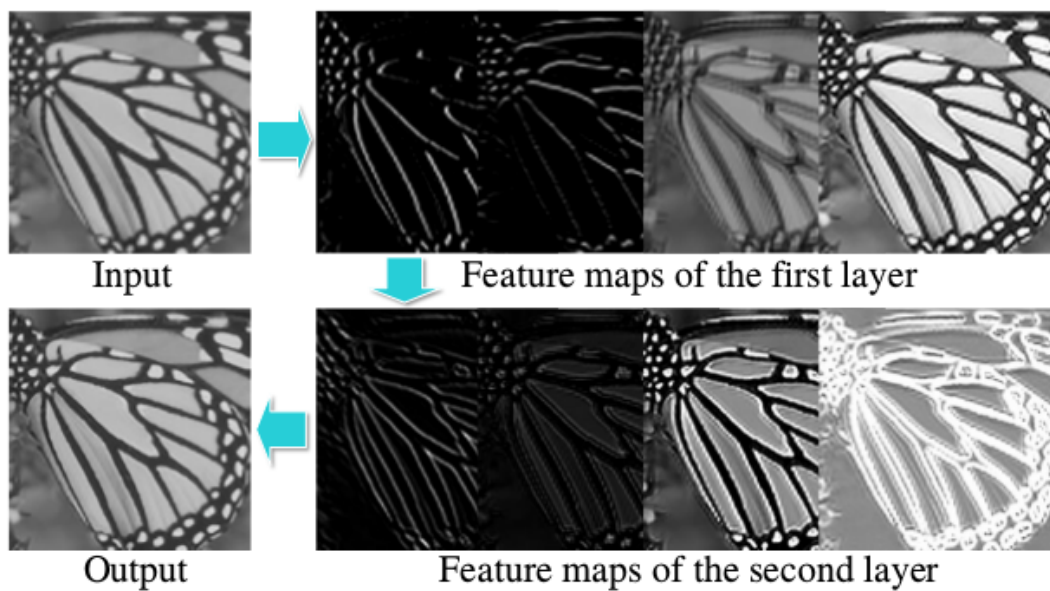 Input
Feature maps of the first layer
Output
Feature maps of the second layer